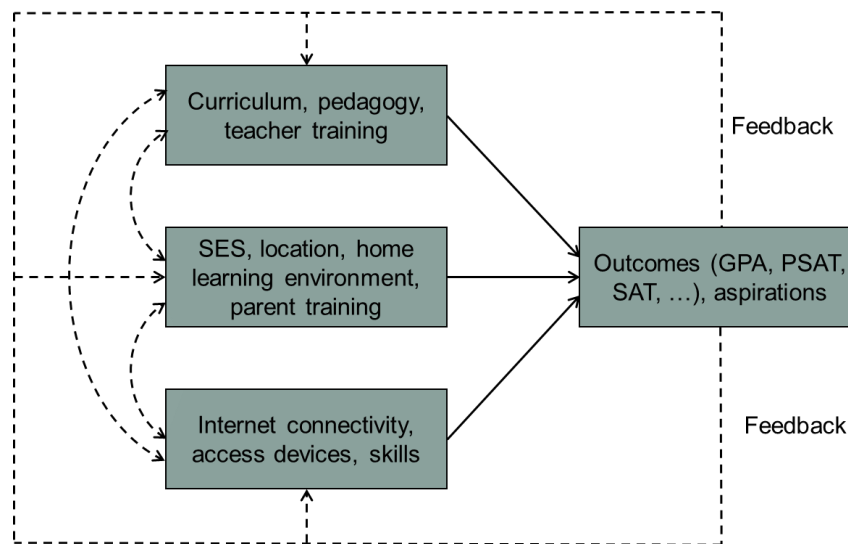 Curriculum, pedagogy,
teacher training
Feedback
SES, location, home
learning environment,
parent training
Outcomes (GPA, PSAT,
SAT, …), aspirations
Internet connectivity,
access devices, skills
Feedback